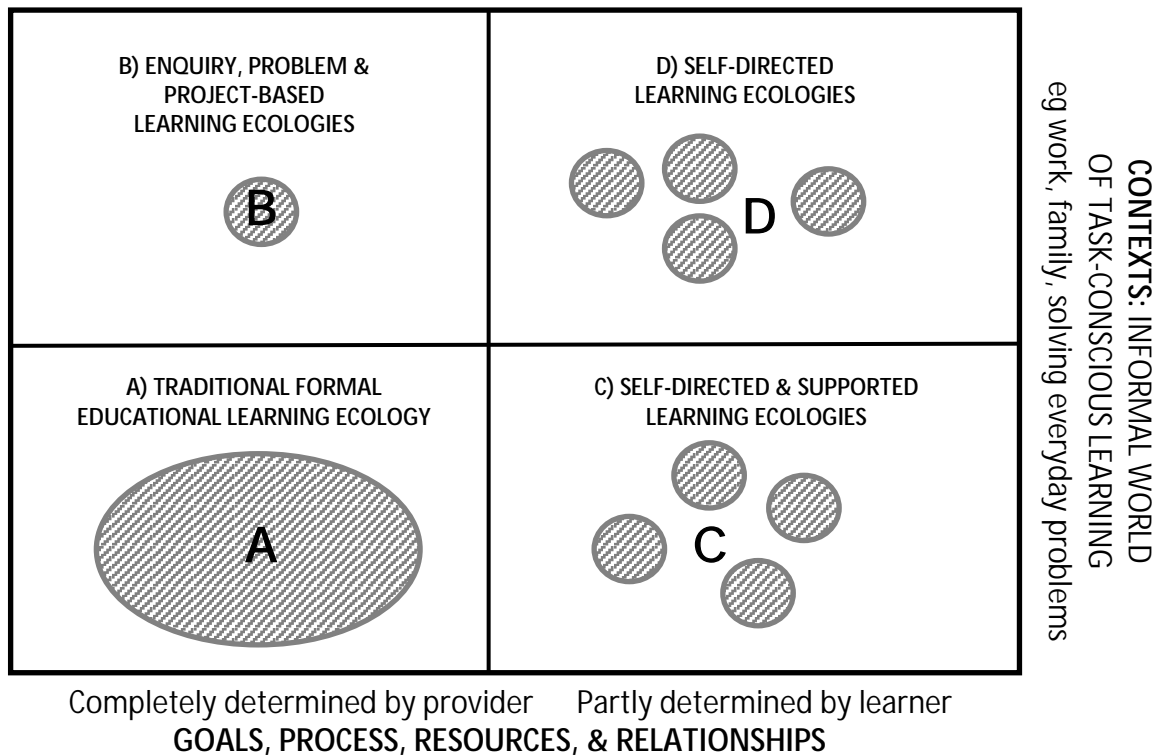 B) ENQUIRY, PROBLEM &
PROJECT-BASED
LEARNING ECOLOGIES
B
D) SELF-DIRECTED
LEARNING ECOLOGIES
D
A) TRADITIONAL FORMAL
EDUCATIONAL LEARNING ECOLOGY
A
C) SELF-DIRECTED & SUPPORTED
LEARNING ECOLOGIES
C
CONTEXTS: INFORMAL WORLD
OF TASK-CONSCIOUS LEARNING
eg work, family, solving everyday problems
Completely determined by provider
Partly determined by learner
GOALS, PROCESS, RESOURCES, & RELATIONSHIPS